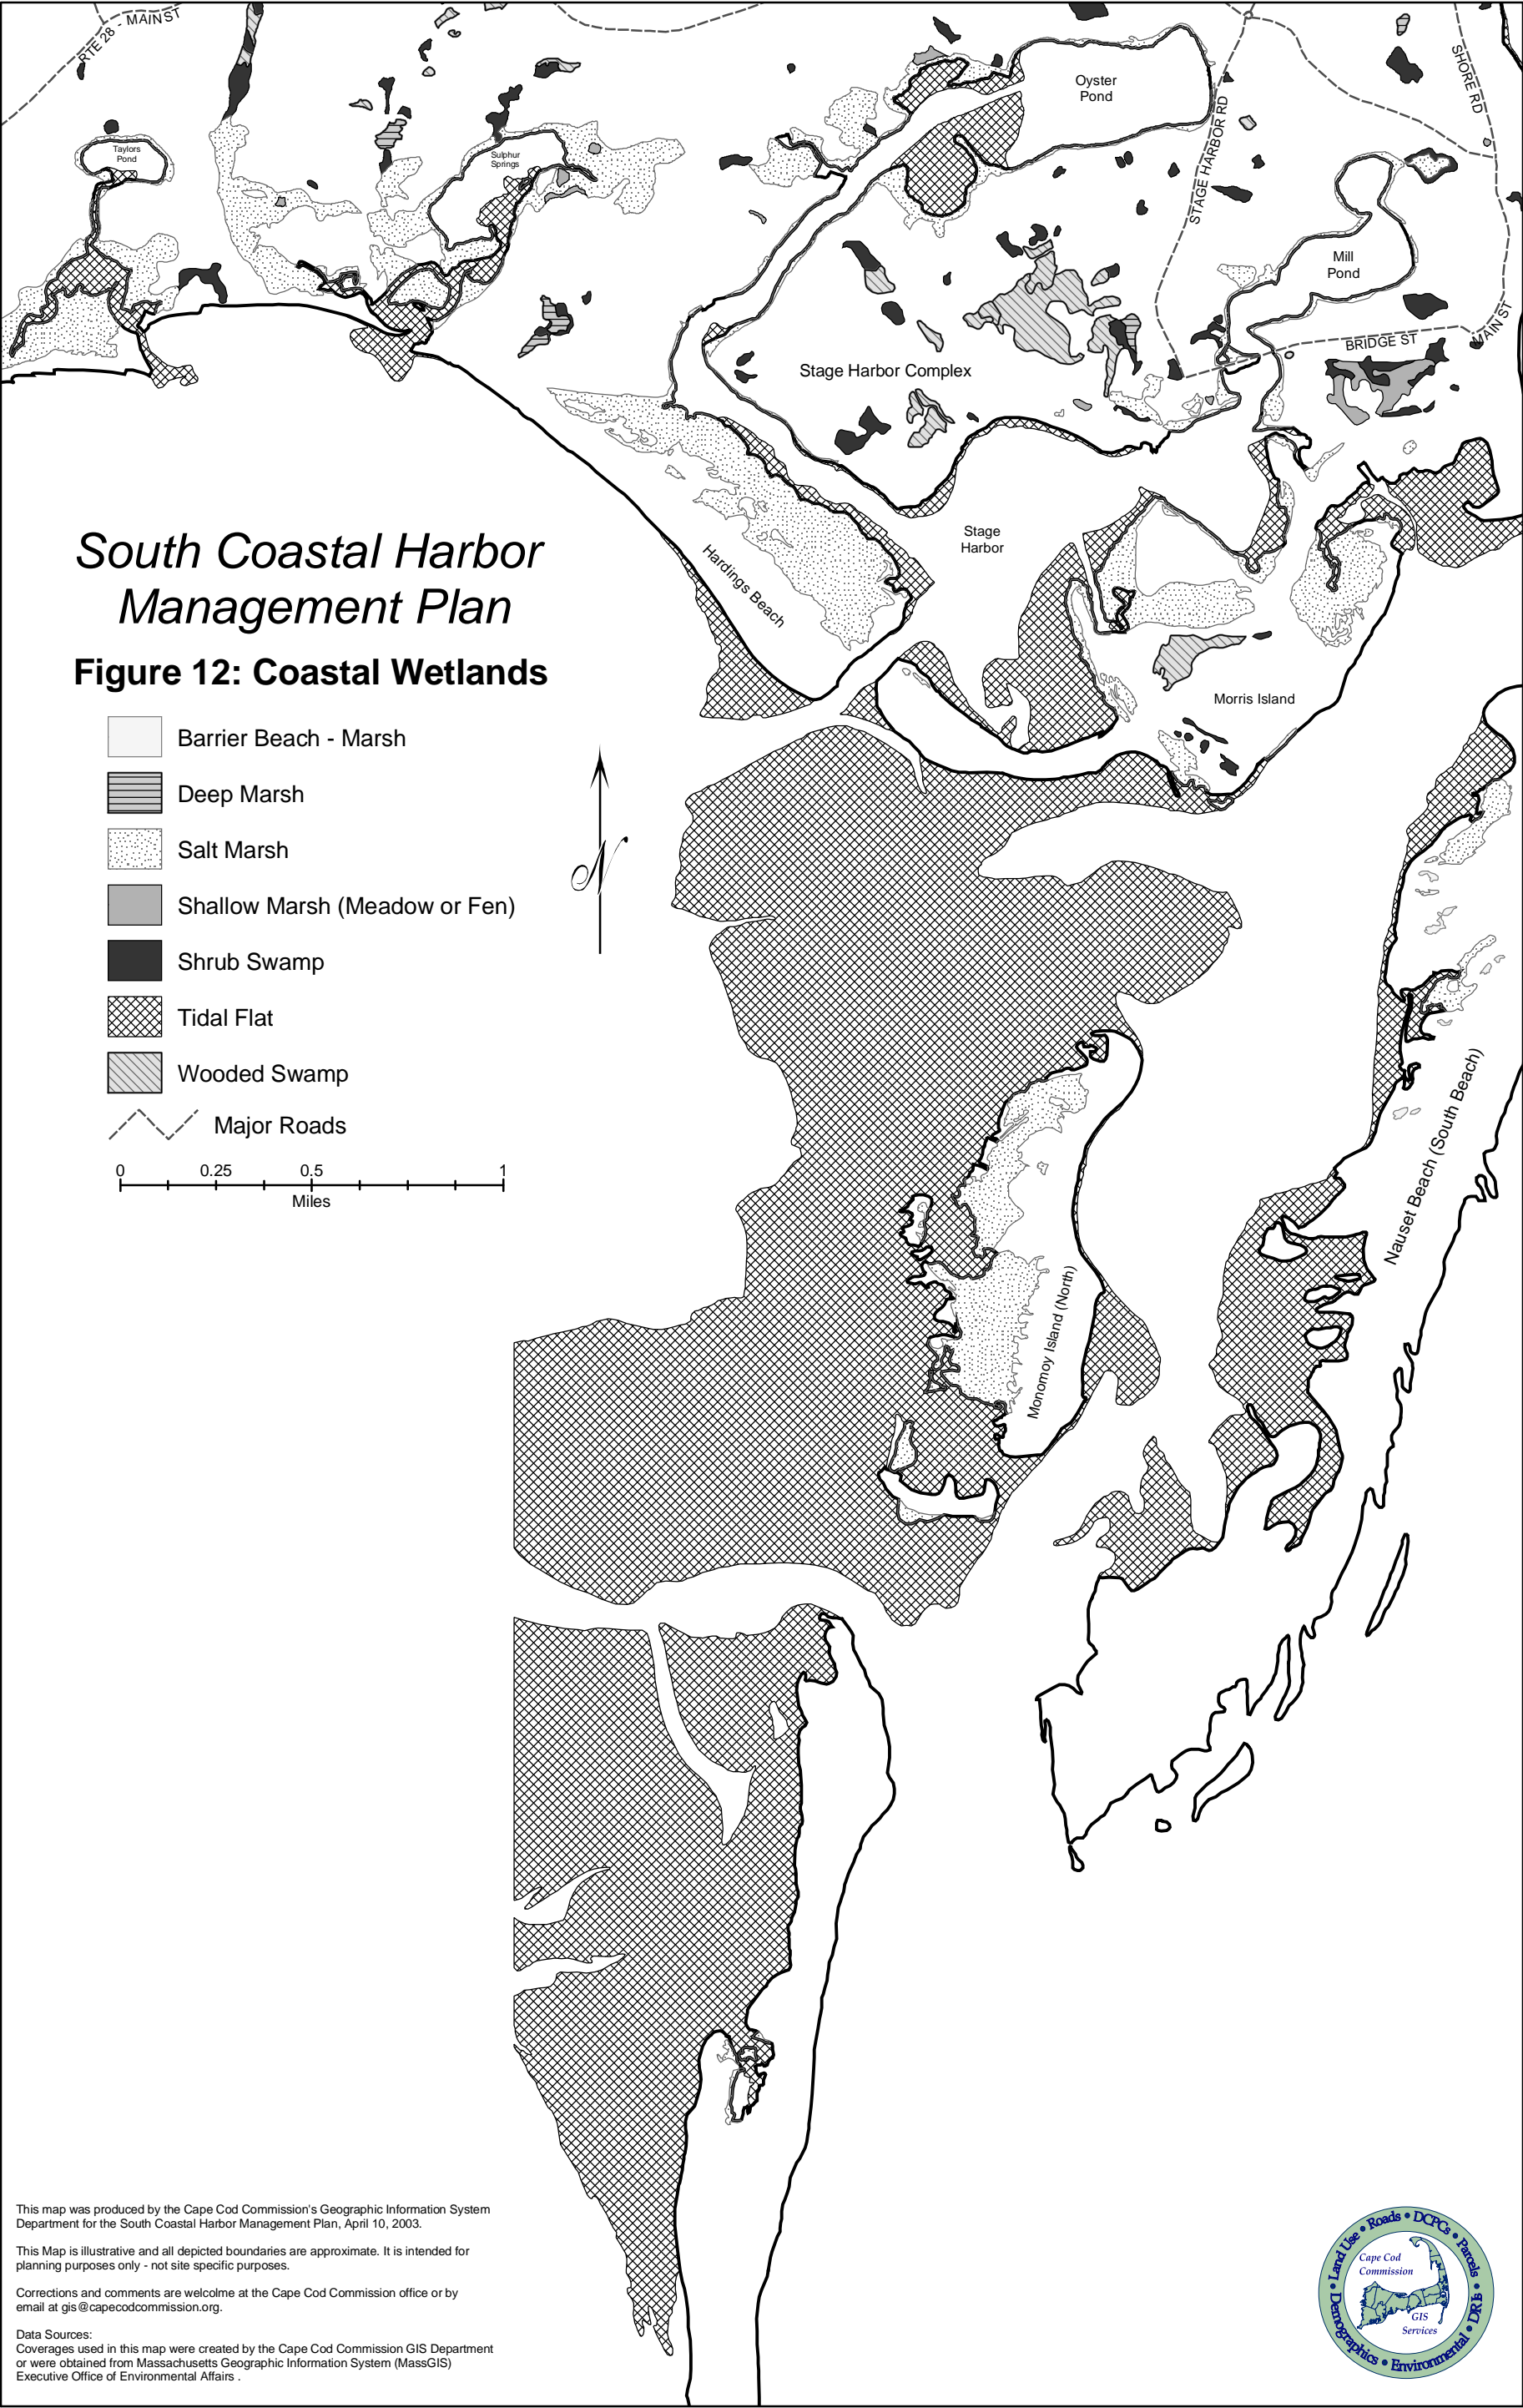 RTE 28 - MAIN ST
Taylors
Pond
Sulphur
Springs
Oyster
Pond
STAGE HARBOR RD
SHORE RD
Mill
Pond
BRIDGE ST
MAIN ST
Stage Harbor Complex
Stage
Harbor
Hardings Beach
Morris Island
South Coastal Harbor
Management Plan
Figure 12: Coastal Wetlands
Barrier Beach - Marsh
Deep Marsh
Salt Marsh
Shallow Marsh (Meadow or Fen)
Shrub Swamp
Tidal Flat
Wooded Swamp
Major Roads
0 0.25 0.5 1
Miles
N
Nauset Beach (South Beach)
Monomoy Island (North)
This map was produced by the Cape Cod Commission's Geographic Information System
Department for the South Coastal Harbor Management Plan, April 10, 2003.
This Map is illustrative and all depicted boundaries are approximate. It is intended for
planning purposes only - not site specific purposes.
Corrections and comments are welcolme at the Cape Cod Commission office or by
email at gis@capecodcommission.org.
Data Sources:
Coverages used in this map were created by the Cape Cod Commission GIS Department
or were obtained from Massachusetts Geographic Information System (MassGIS)
Executive Office of Environmental Affairs .
Land Use • Roads • DCPCs • Parcels • DRIs • Environmental • Demographics •
Cape Cod
Commission
GIS
Services